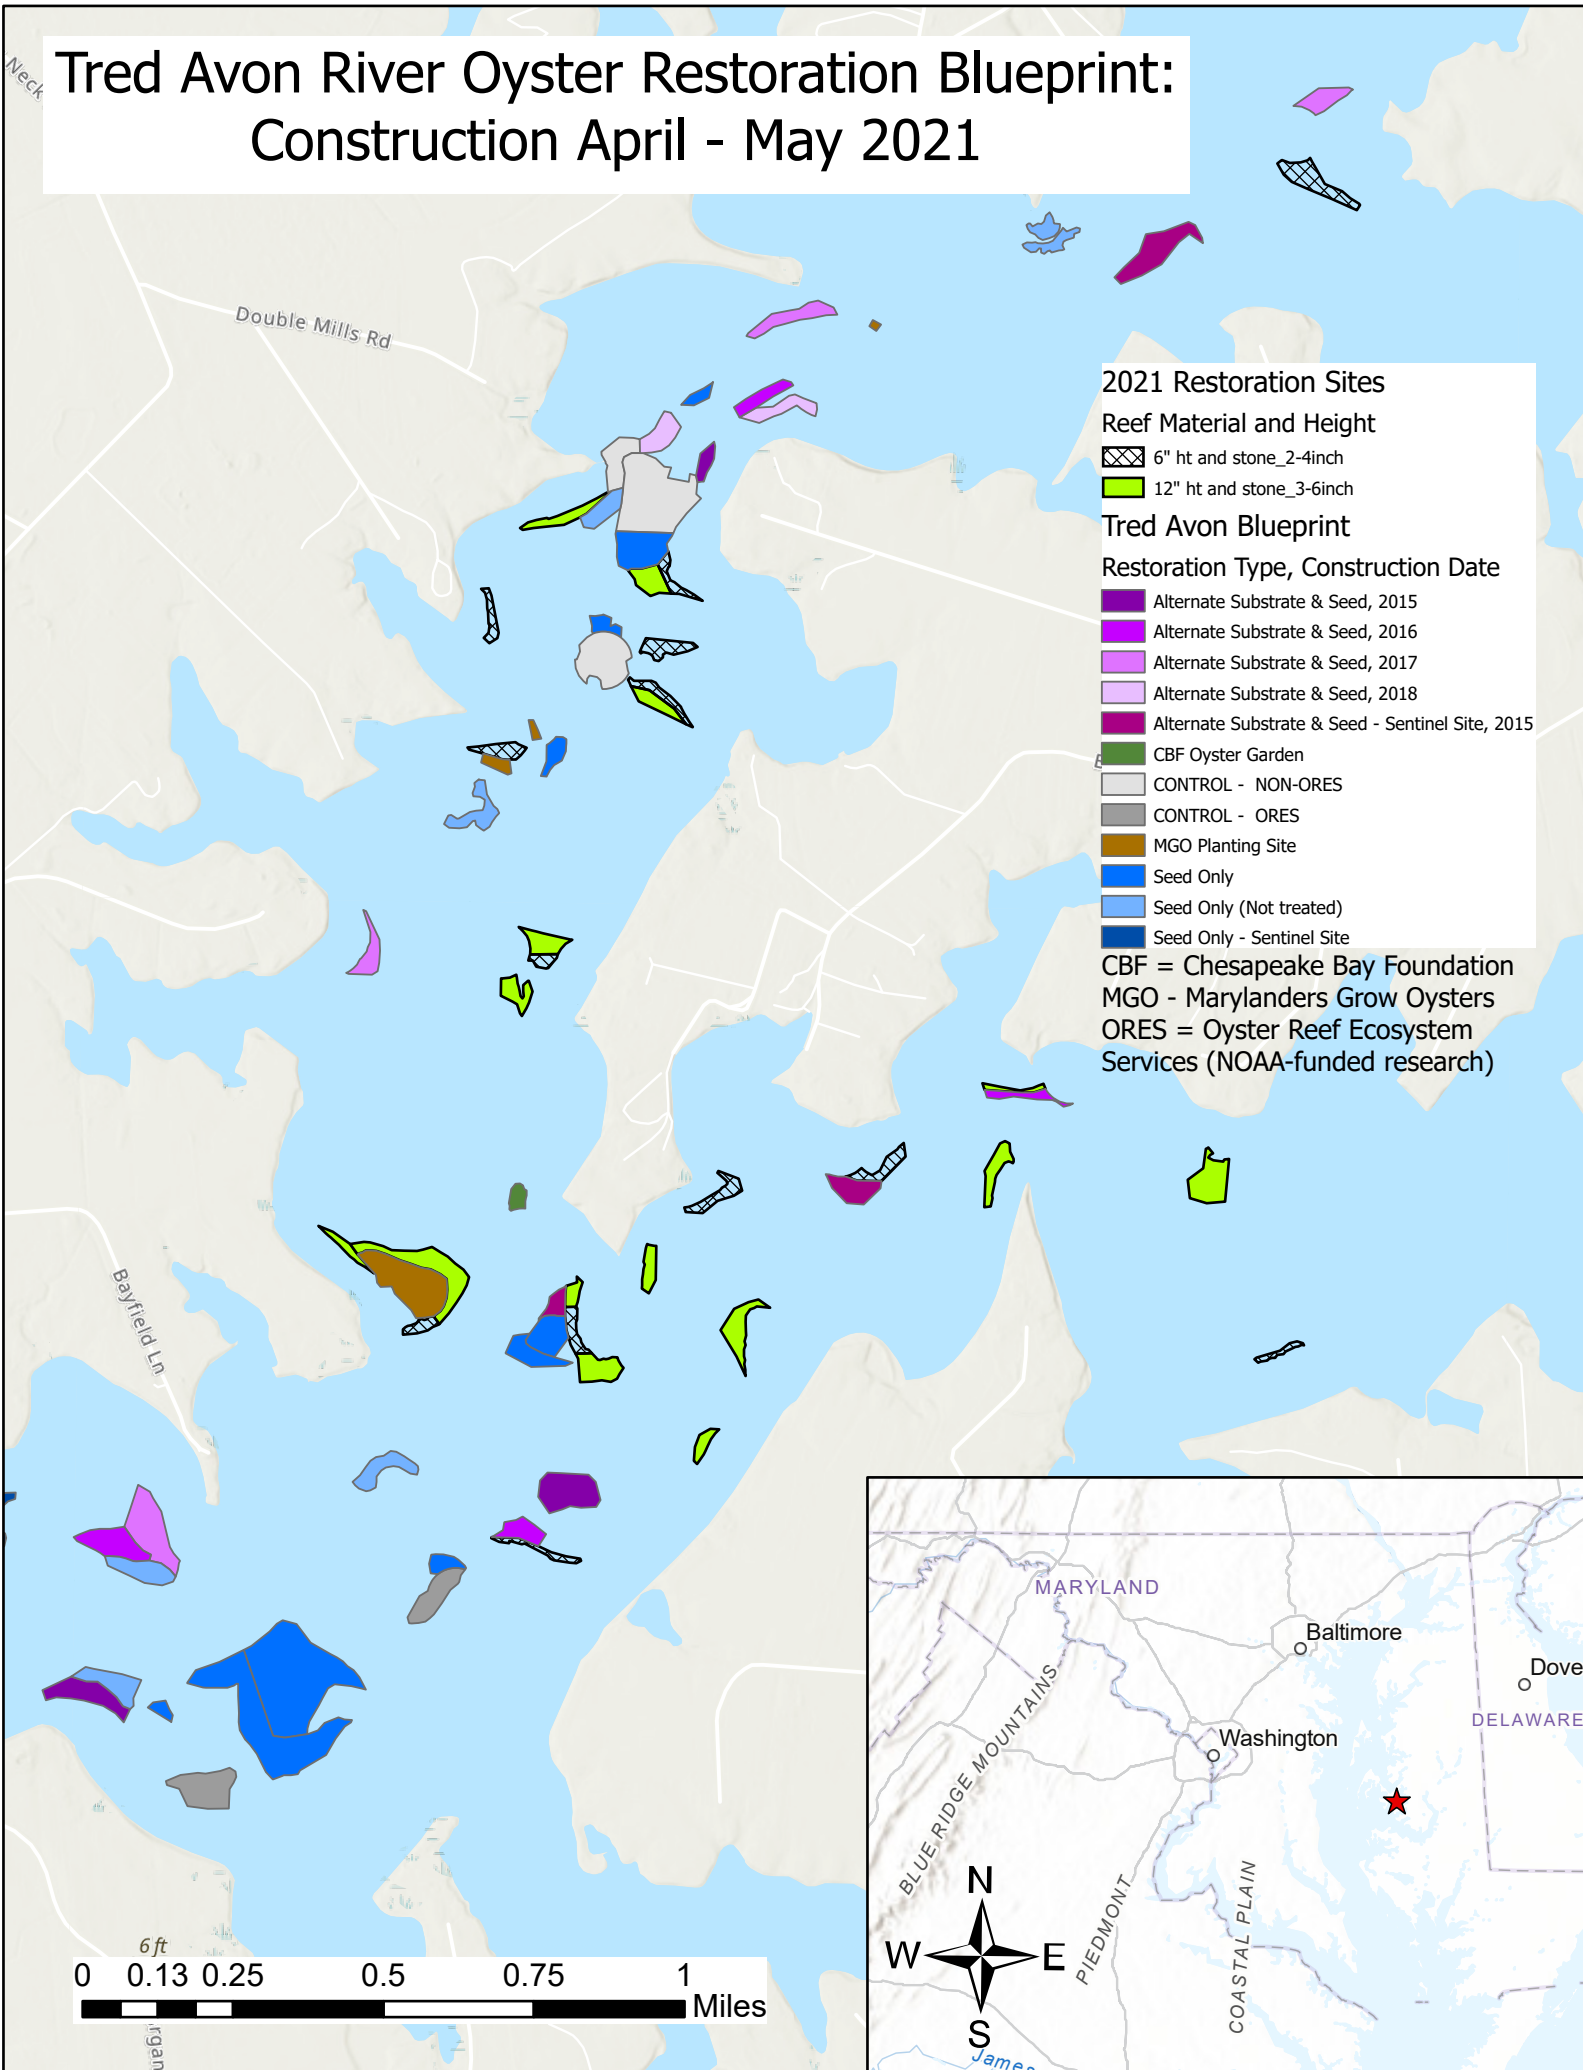 Tred Avon River Oyster Restoration Blueprint:
Construction April - May 2021
Neck
Double Mills Rd
2021 Restoration Sites
Reef Material and Height
6" ht and stone_2-4inch
12" ht and stone_3-6inch
Tred Avon Blueprint
Restoration Type, Construction Date
Alternate Substrate & Seed, 2015
Alternate Substrate & Seed, 2016
Alternate Substrate & Seed, 2017
Alternate Substrate & Seed, 2018
Alternate Substrate & Seed - Sentinel Site, 2015
CBF Oyster Garden
CONTROL - NON-ORES
CONTROL - ORES
MGO Planting Site
Seed Only
Seed Only (Not treated)
Seed Only - Sentinel Site
CBF = Chesapeake Bay Foundation
MGO - Marylanders Grow Oysters
ORES = Oyster Reef Ecosystem
Services (NOAA-funded research)
Bayfield Ln
MARYLAND
Baltimore
Dove
DELAWARE
Washington
BLUE RIDGE MOUNTAINS
PIEDMONT
COASTAL PLAIN
James
N
W E
S
6 ft
0 0.13 0.25 0.5 0.75 1
Miles
rgan